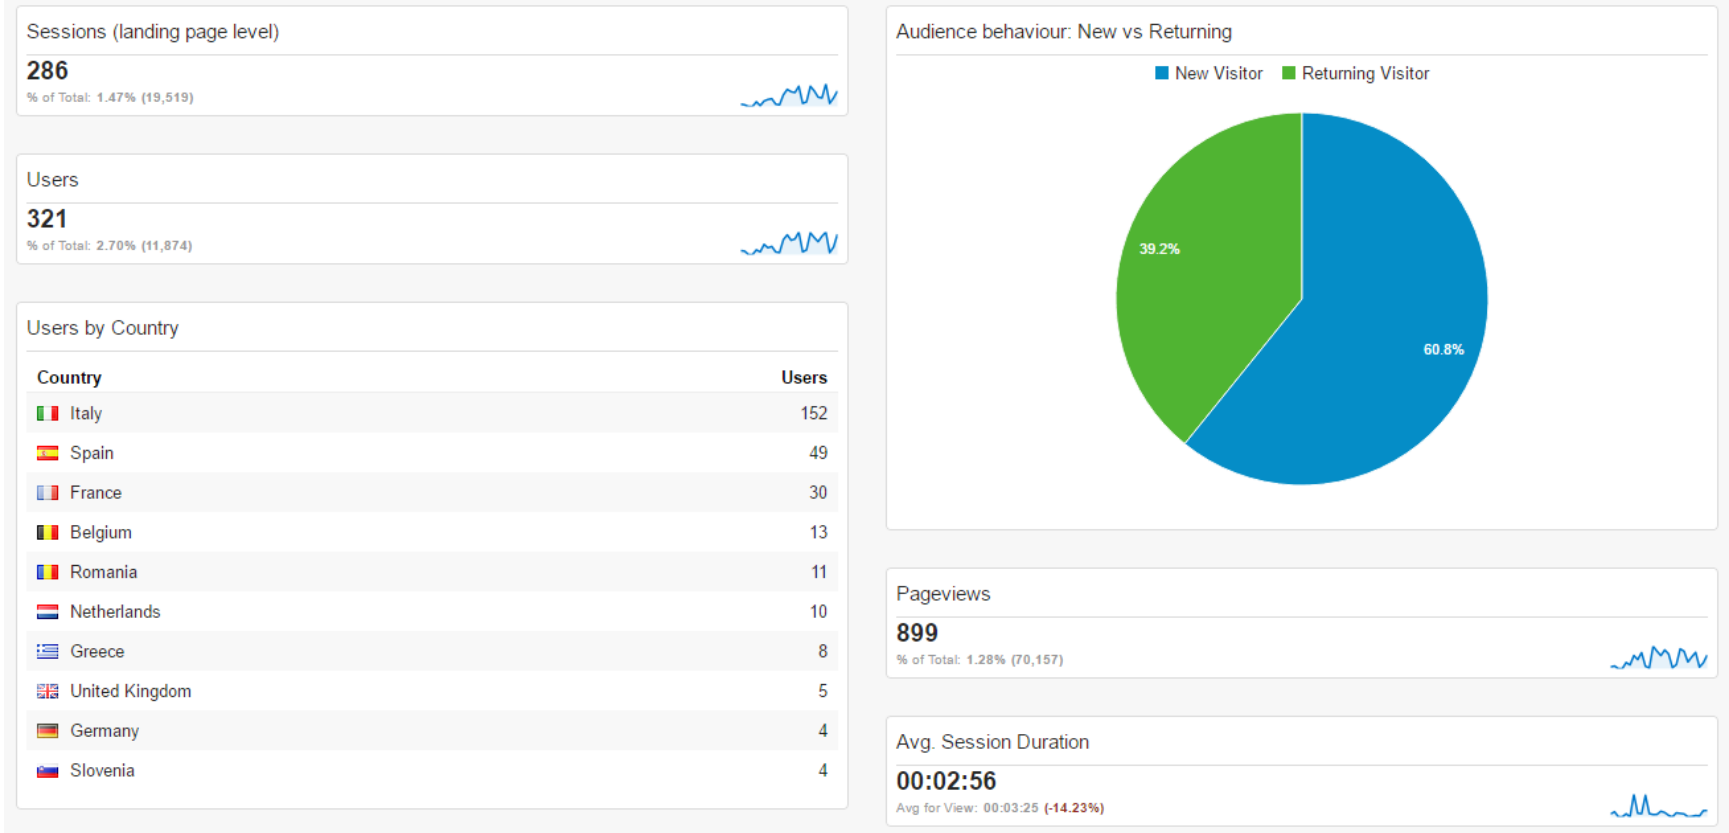 Sessions (landing page level)
286
% of Total: 1.47% (19,519)
Users
321
% of Total: 2.70% (11,874)
Users by Country
Country Users
Italy 152
Spain 49
France 30
Belgium 13
Romania 11
Netherlands 10
Greece 8
United Kingdom 5
Germany 4
Slovenia 4
Audience behaviour: New vs Returning
New Visitor Returning Visitor
39.2%
60.8%
Pageviews
899
% of Total: 1.28% (70,157)
Avg. Session Duration
00:02:56
Avg for View: 00:03:25 (-14.23%)